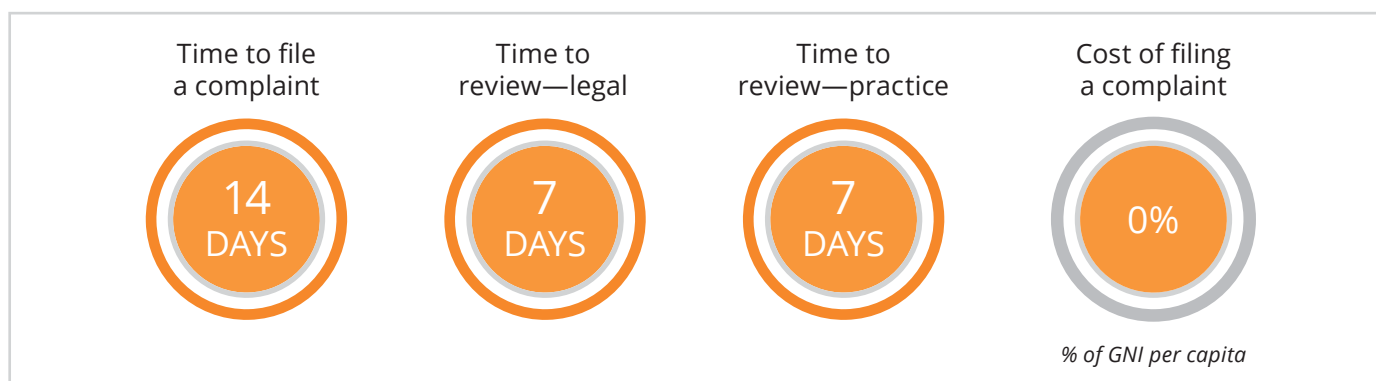 Time to file
a complaint
14
DAYS
Time to
review—legal
7
DAYS
Time to
review—practice
7
DAYS
Cost of filing
a complaint
0%
% of GNI per capita